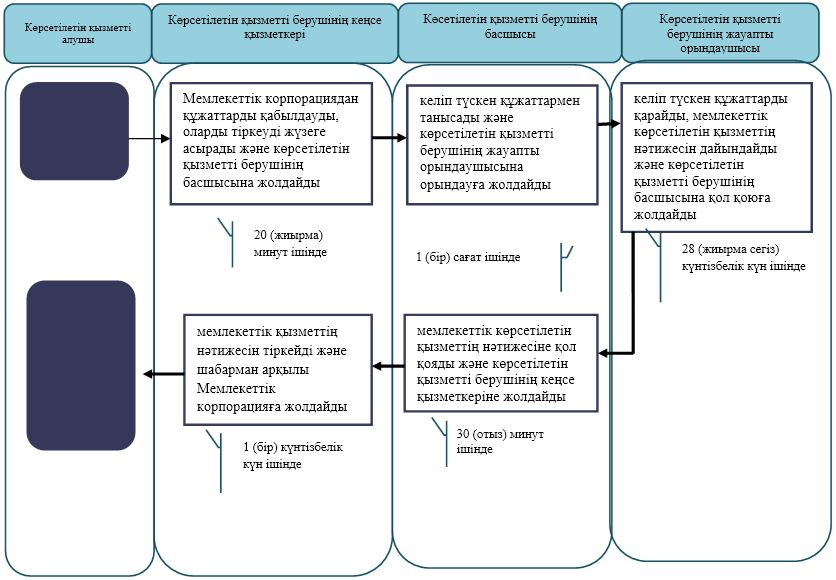 Көрсетілетін қызметті
алушы
Көрсетілетін қызметті берушінің кеңсе
қызметкері
Көсетілетін қызметті берушінің
басшысы
Көрсетілетін қызметті
берушінің жауапты
орындаушысы
Мемлекеттік корпорациядан
құжаттарды қабылдауды,
оларды тіркеуді жүзеге
асырады және көрсетілетін
қызметті берушінің
басшысына жолдайды
келіп түскен құжаттармен
танысады және
көрсетілетін қызметті
берушінің жауапты
орындаушысына
орындауға жолдайды
келіп түскен құжаттарды
қарайды, мемлекеттік
көрсетілетін қызметтің
нәтижесін дайындайды
және көрсетілетін
қызметті берушінің
басшысына қол қоюға
жолдайды
20 (жиырма)
минут ішінде
1 (бір) сағат ішінде
28 (жиырма сегіз)
күнтізбелік күн ішінде
мемлекеттік қызметтің
нәтижесін тіркейді және
шабарман арқылы
Мемлекеттік
корпорацияға жолдайды
мемлекеттік көрсетілетін
қызметтің нәтижесіне қол
қояды және көрсетілетін
қызметті берушінің кеңсе
қызметкеріне жолдайды
1 (бір) күнтізбелік
күн ішінде
30 (отыз) минут
ішінде